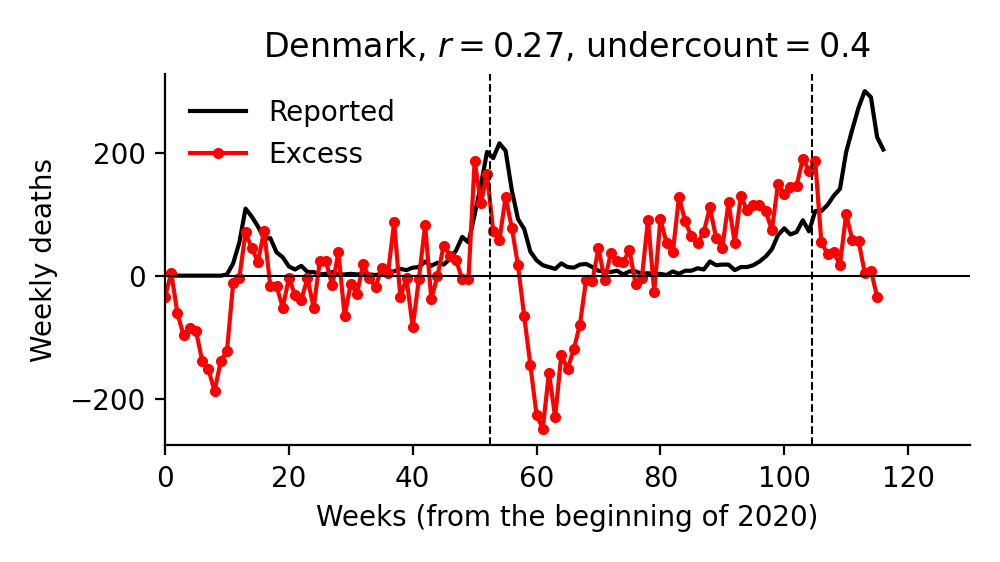 Denmark, r = 0.27, undercount = 0.4
Reported
Excess
Weekly deaths
200
0
−200
0 20 40 60 80 100 120
Weeks (from the beginning of 2020)